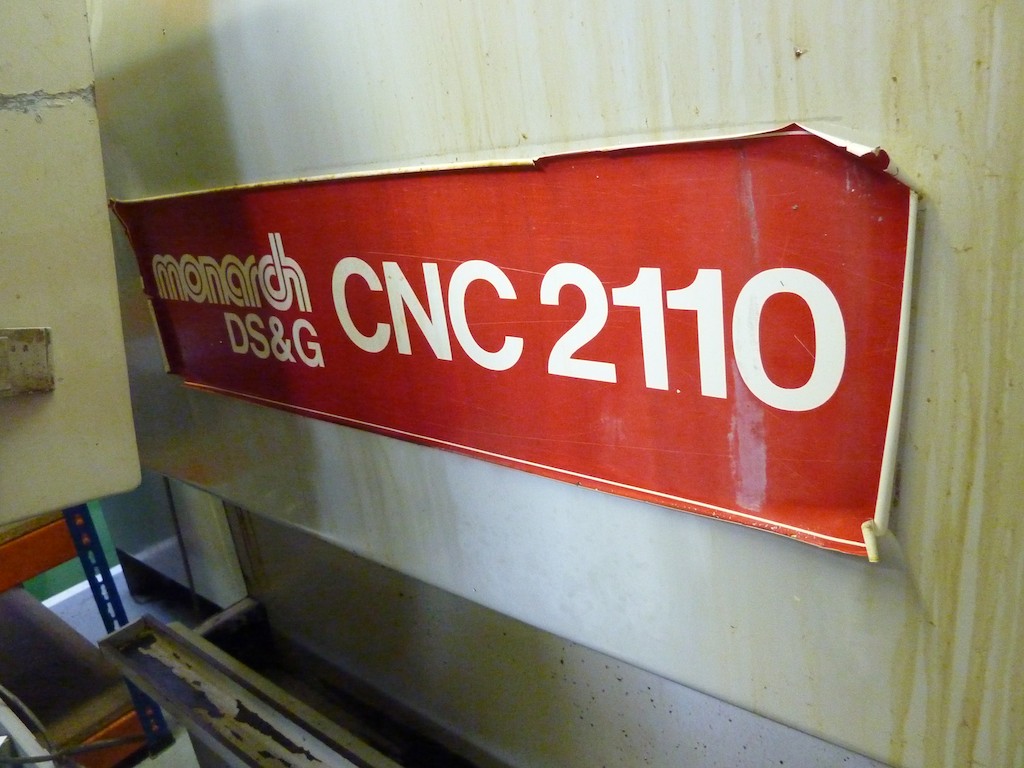 monarch
DS&G
CNC 2110